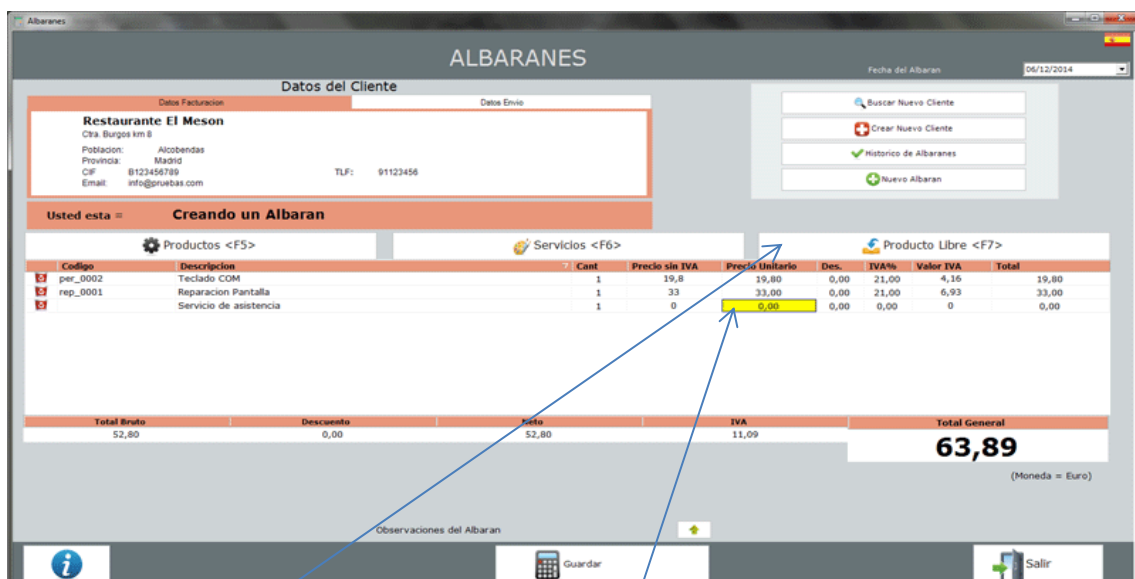 Albaranes
ALBARANES
Fecha del Albaran 06/12/2014
Datos del Cliente
Datos Facturacion Datos Envio
Restaurante El Meson
Ctra. Burgos km 8
Poblacion: Alcobendas
Provincia: Madrid
CIF B123456789 TLF: 91123456
Email: info@pruebas.com
Buscar Nuevo Cliente
Crear Nuevo Cliente
Historico de Albaranes
Nuevo Albaran
Usted esta = Creando un Albaran
Productos <F5> Servicios <F6> Producto Libre <F7>
Codigo Descripcion Cant Precio sin IVA Precio Unitario Des. IVA% Valor IVA Total
per_0002 Teclado COM 1 19,8 19,80 0,00 21,00 4,16 19,80
rep_0001 Reparacion Pantalla 1 33 33,00 0,00 21,00 6,93 33,00
Servicio de asistencia 1 0 0,00 0,00 0,00 0 0,00
Total Bruto Descuento Neto IVA Total General
52,80 0,00 52,80 11,09 63,89
(Moneda = Euro)
Observaciones del Albaran
Guardar Salir